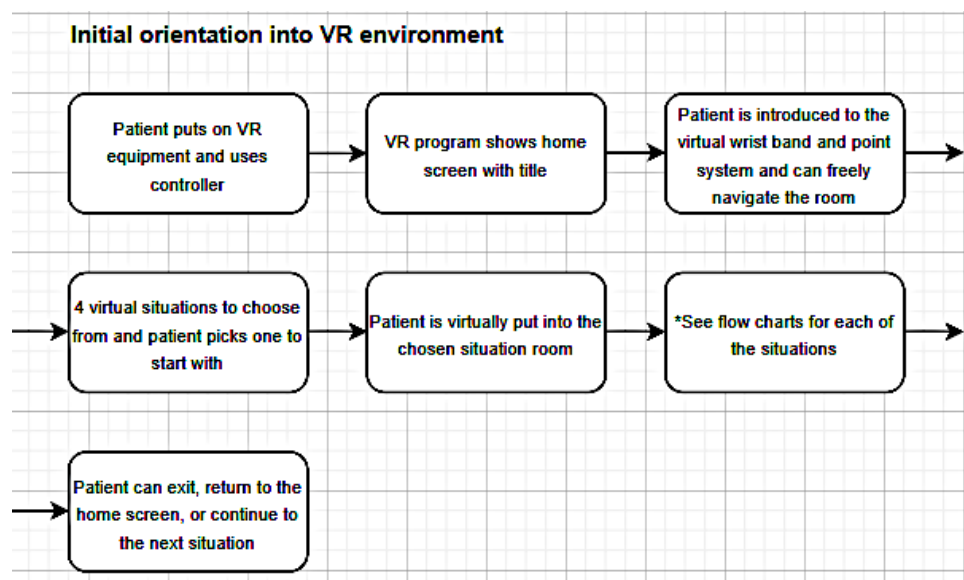 Initial orientation into VR environment
Patient puts on VR
equipment and uses
controller
VR program shows home
screen with title
Patient is introduced to the
virtual wrist band and point
system and can freely
navigate the room
4 virtual situations to choose
from and patient picks one to
start with
Patient is virtually put into the
chosen situation room
*See flow charts for each of
the situations
Patient can exit, return to the
home screen, or continue to
the next situation